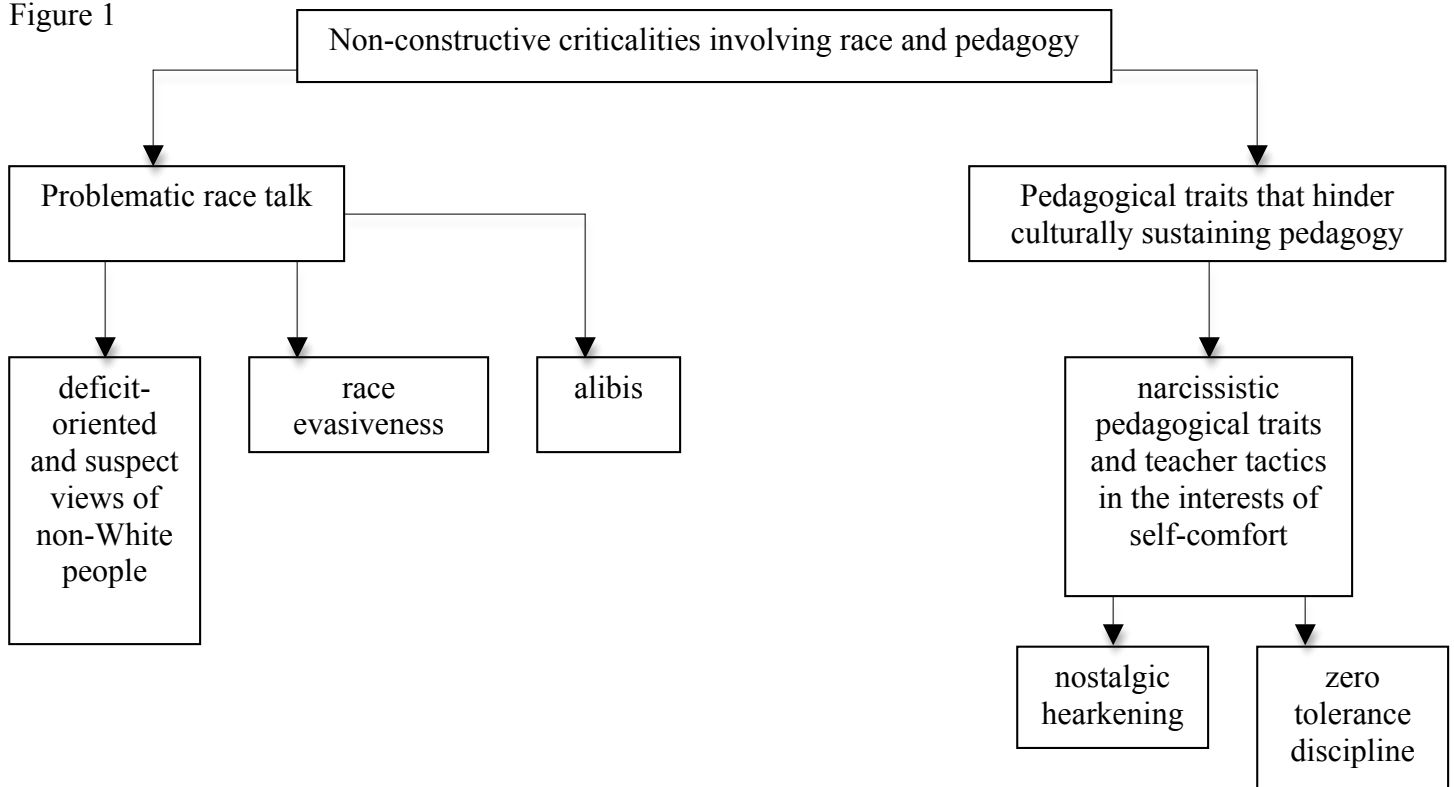 Figure 1
Non-constructive criticalities involving race and pedagogy
Problematic race talk
Pedagogical traits that hinder
culturally sustaining pedagogy
deficit-
oriented
and suspect
views of
non-White
people
race
evasiveness
alibis
narcissistic
pedagogical traits
and teacher tactics
in the interests of
self-comfort
nostalgic
hearkening
zero
tolerance
discipline